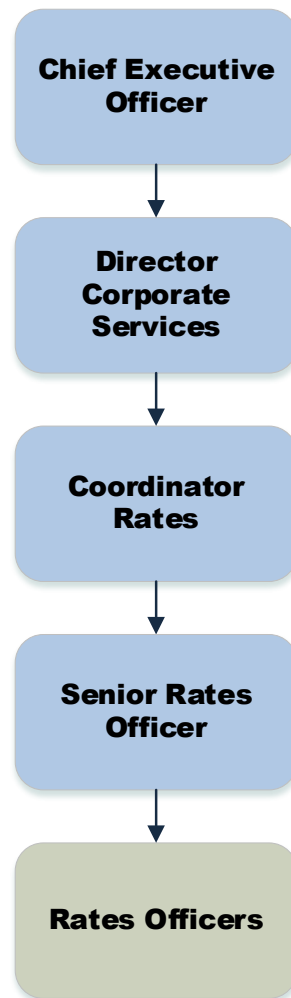 Chief Executive
Officer
Director
Corporate
Services
Coordinator
Rates
Senior Rates
Officer
Rates Officers